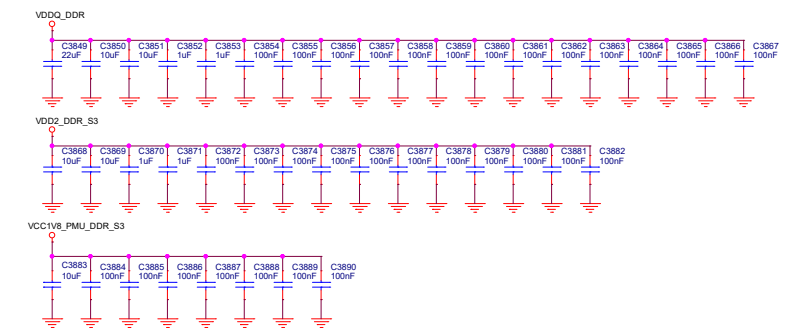 VDDQ_DDR
C3849 C3850 C3851 C3852 C3853 C3854 C3855 C3856 C3857 C3858 C3859 C3860 C3861 C3862 C3863 C3864 C3865 C3866 C3867
22uF 10uF 10uF 1uF 1uF 100nF 100nF 100nF 100nF 100nF 100nF 100nF 100nF 100nF 100nF 100nF 100nF 100nF 100nF
VDD2_DDR_S3
C3868 C3869 C3870 C3871 C3872 C3873 C3874 C3875 C3876 C3877 C3878 C3879 C3880 C3881 C3882
10uF 10uF 1uF 1uF 100nF 100nF 100nF 100nF 100nF 100nF 100nF 100nF 100nF 100nF 100nF
VCC1V8_PMU_DDR_S3
C3883 C3884 C3885 C3886 C3887 C3888 C3889 C3890
10uF 100nF 100nF 100nF 100nF 100nF 100nF 100nF